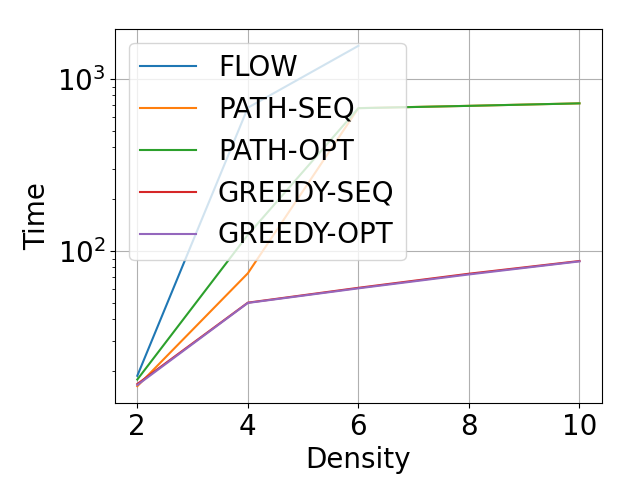 FLOW
PATH-SEQ
PATH-OPT
GREEDY-SEQ
GREEDY-OPT
10³
10²
Time
2 4 6 8 10
Density